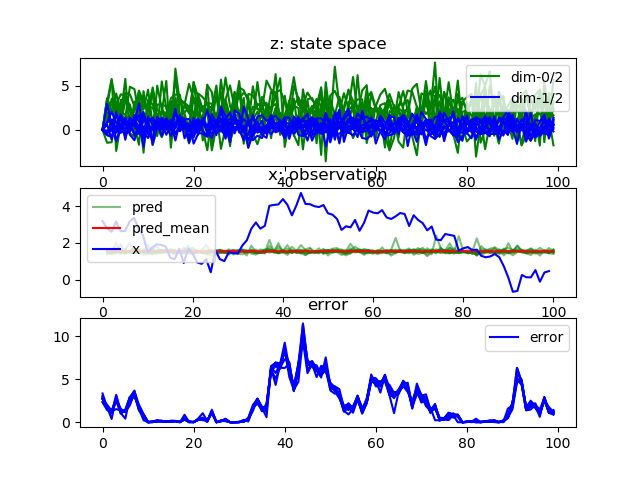 z: state space
5
0
dim-0/2
dim-1/2
0 20 40 60 80 100
x: observation
4
2
0
pred
pred_mean
x
0 20 40 60 80 100
error
10
5
0
error
0 20 40 60 80 100